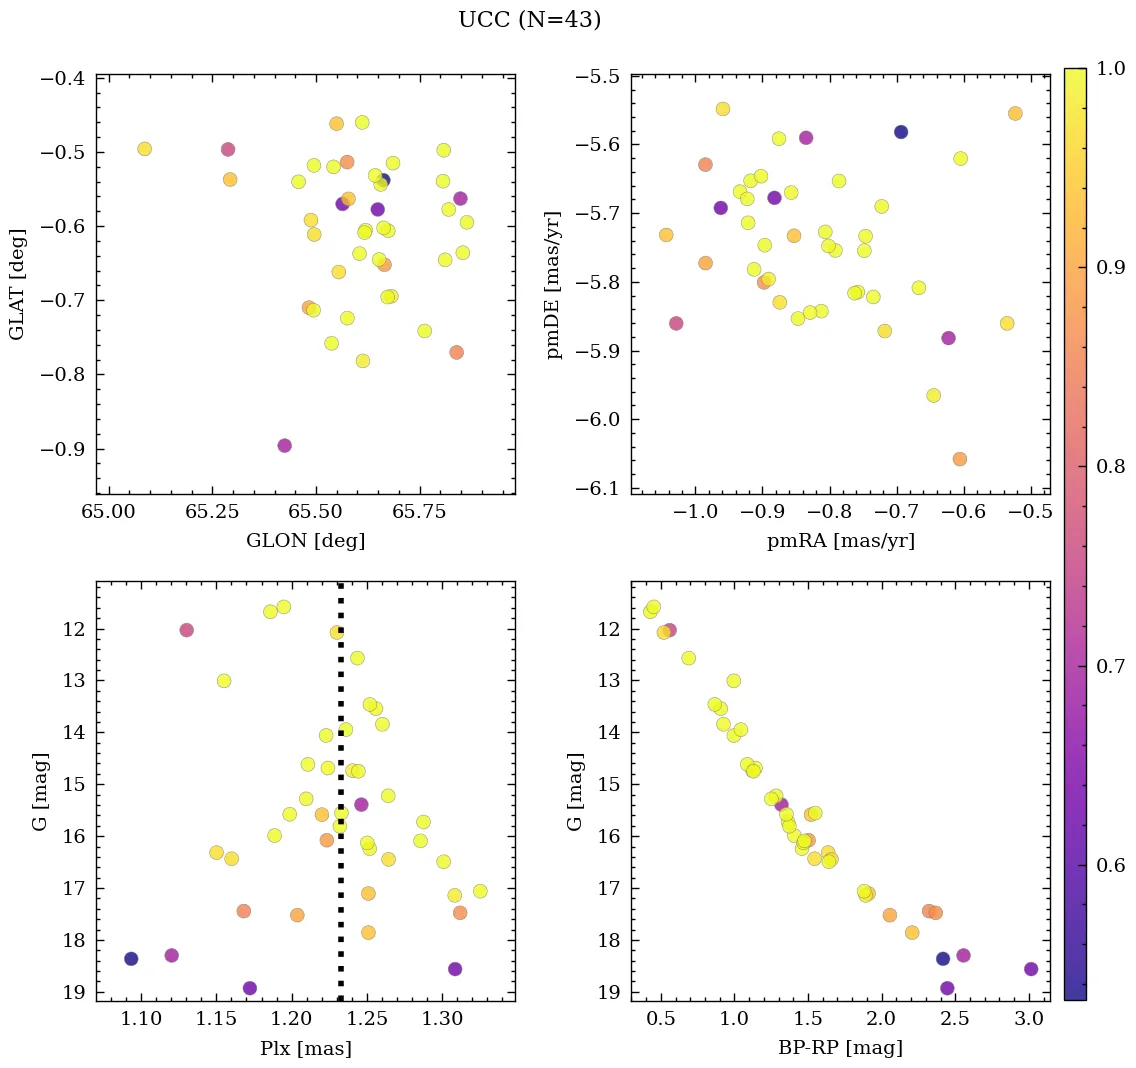 UCC (N=43)
−0.4
−0.5
−0.6
−0.7
−0.8
−0.9
GLAT [deg]
65.00 65.25 65.50 65.75
GLON [deg]
−5.5
−5.6
−5.7
−5.8
−5.9
−6.0
−6.1
pmDE [mas/yr]
−1.0 −0.9 −0.8 −0.7 −0.6 −0.5
pmRA [mas/yr]
1.0
0.9
0.8
0.7
0.6
12
13
14
15
16
17
18
19
G [mag]
1.10 1.15 1.20 1.25 1.30
Plx [mas]
12
13
14
15
16
17
18
19
G [mag]
0.5 1.0 1.5 2.0 2.5 3.0
BP-RP [mag]